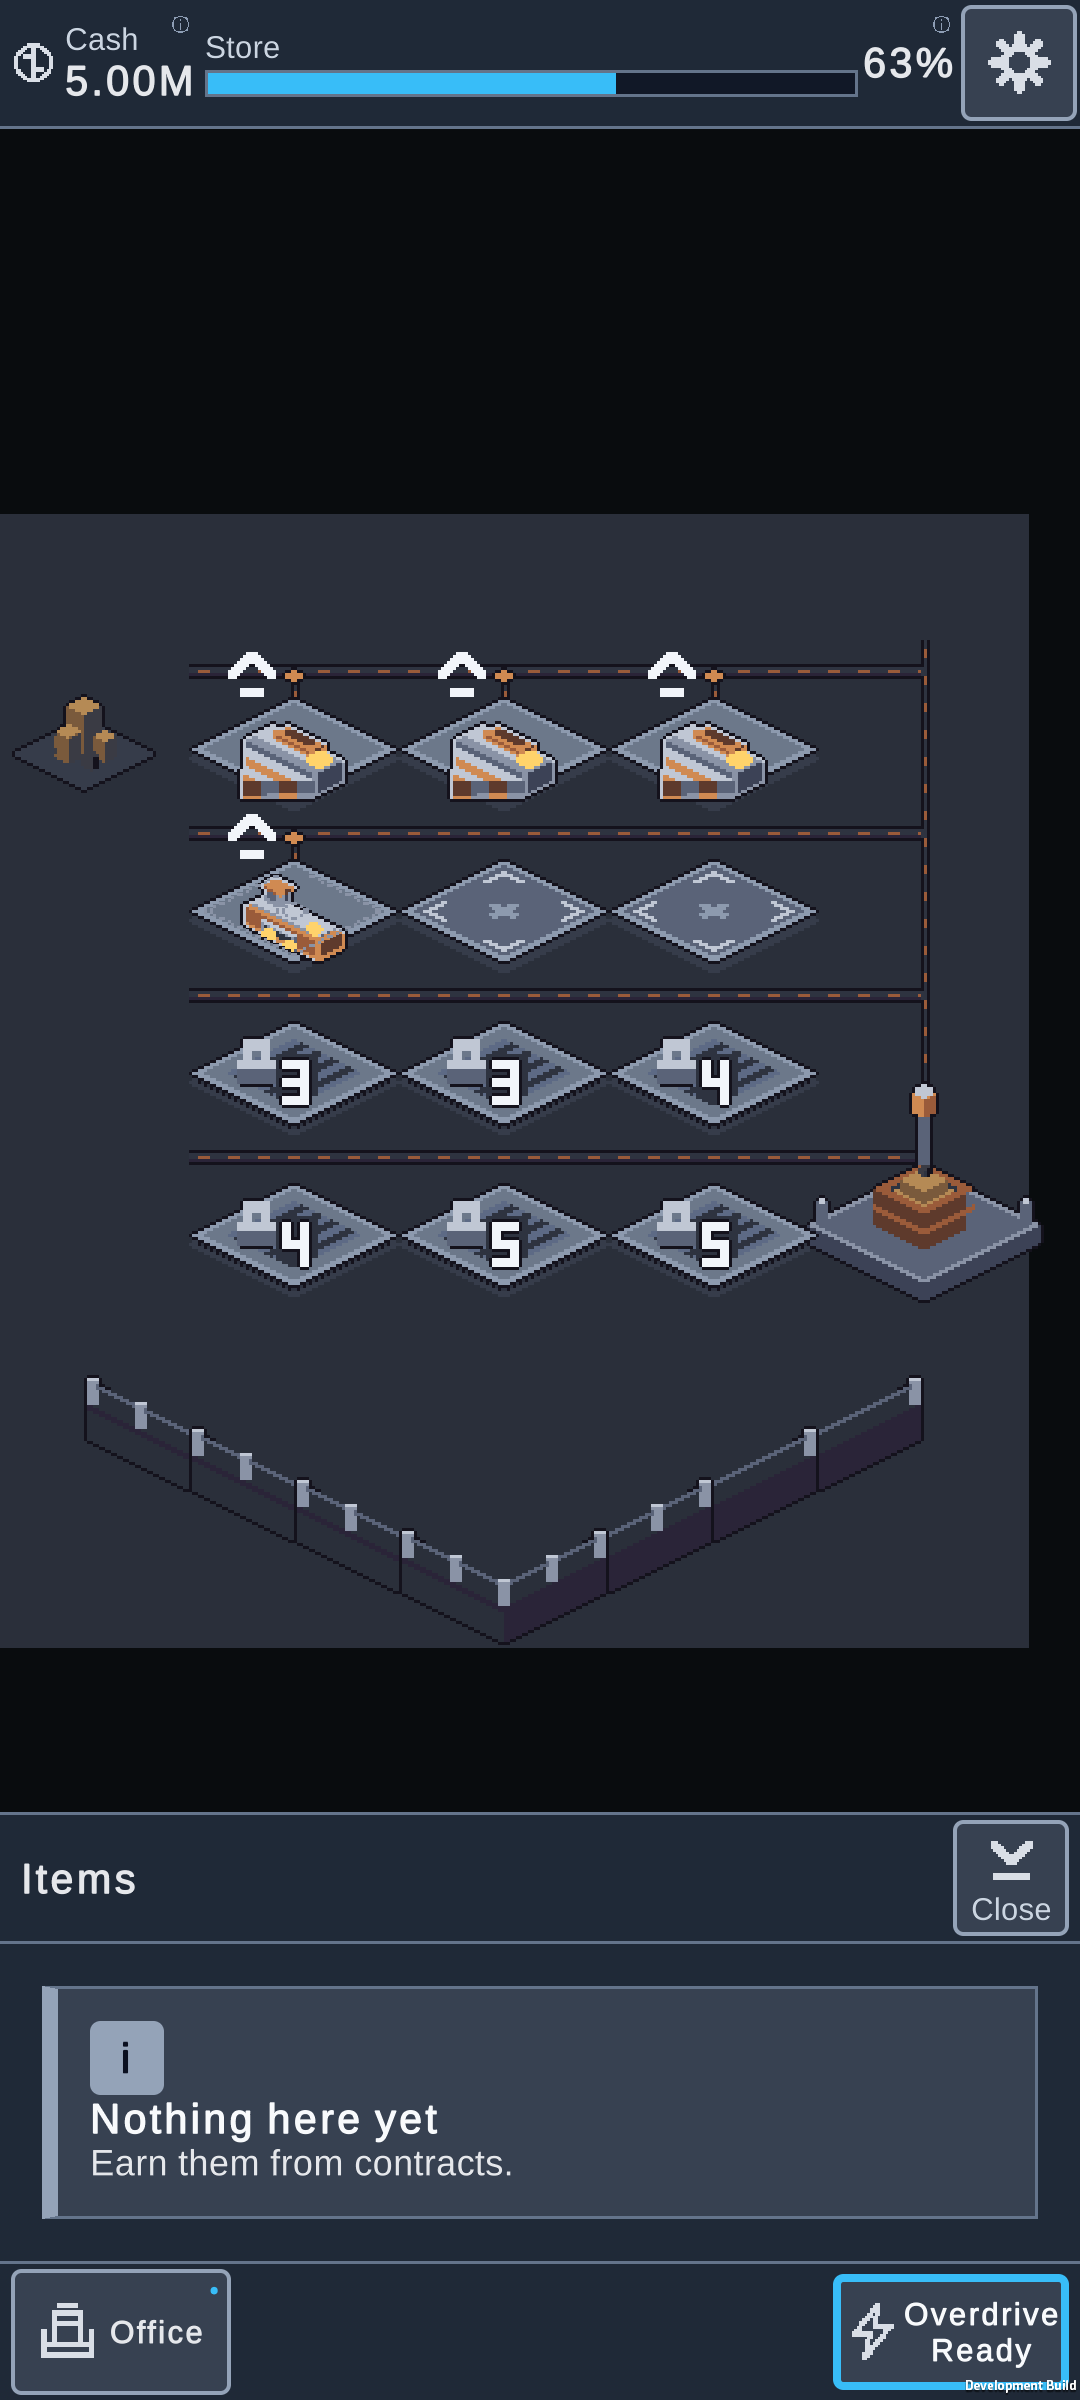 Cash
5.00M
Store
63%
3
3
4
4
5
5
Items
Close
i
Nothing here yet
Earn them from contracts.
Office
Overdrive
Ready
Development Build